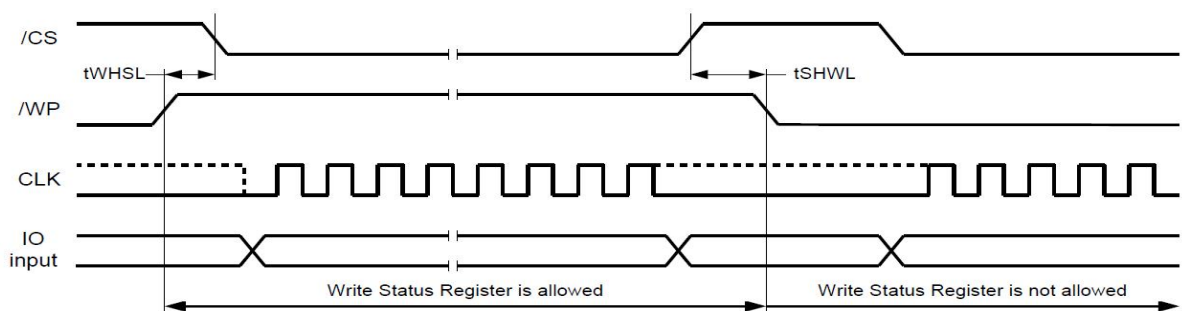 /CS
tWHSL
tSHWL
/WP
CLK
IO
input
Write Status Register is allowed
Write Status Register is not allowed